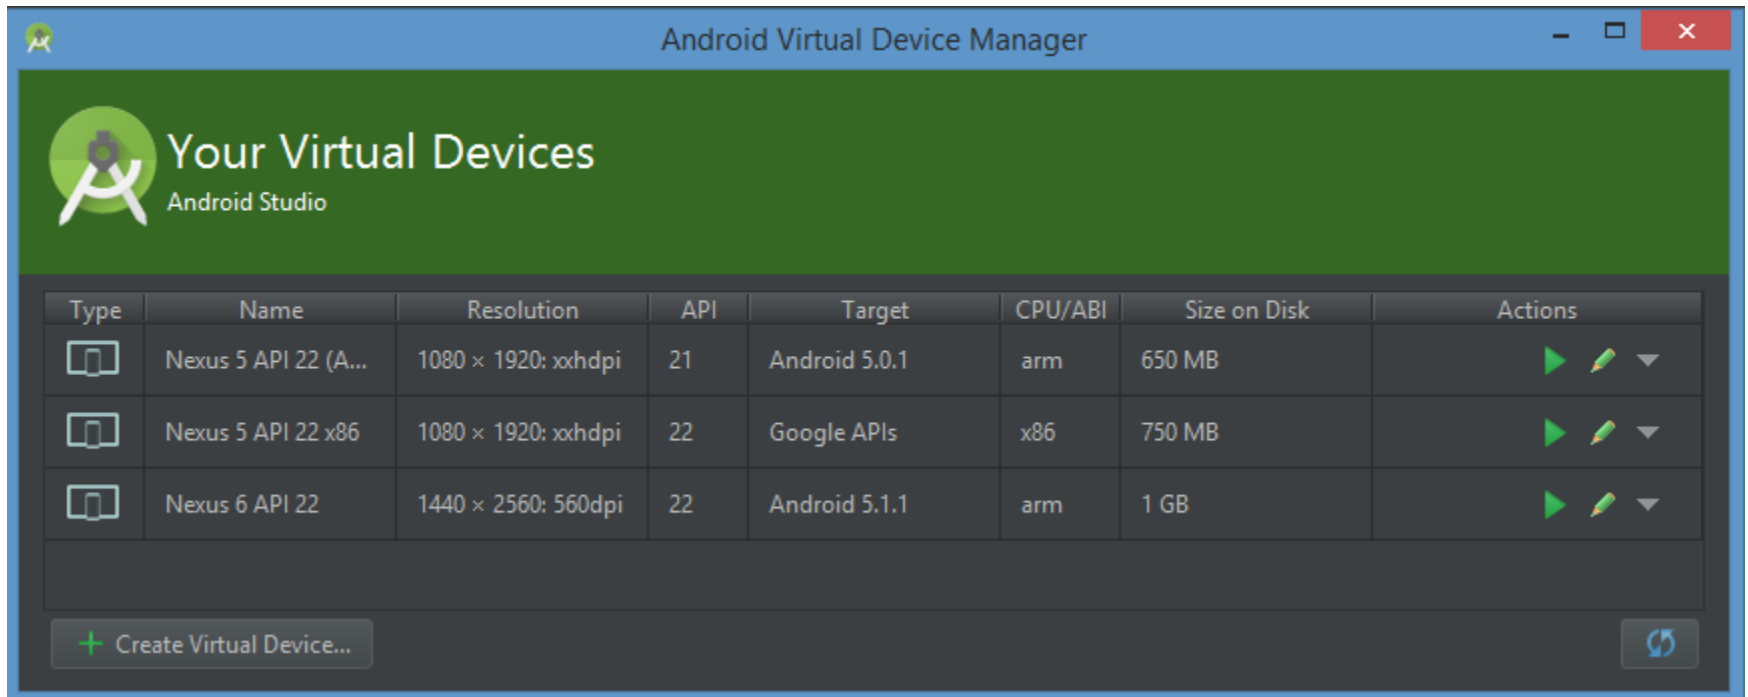 Android Virtual Device Manager
Your Virtual Devices
Android Studio
Type Name Resolution API Target CPU/ABI Size on Disk Actions
Nexus 5 API 22 (A... 1080 × 1920: xxhdpi 21 Android 5.0.1 arm 650 MB
Nexus 5 API 22 x86 1080 × 1920: xxhdpi 22 Google APIs x86 750 MB
Nexus 6 API 22 1440 × 2560: 560dpi 22 Android 5.1.1 arm 1 GB
Create Virtual Device...